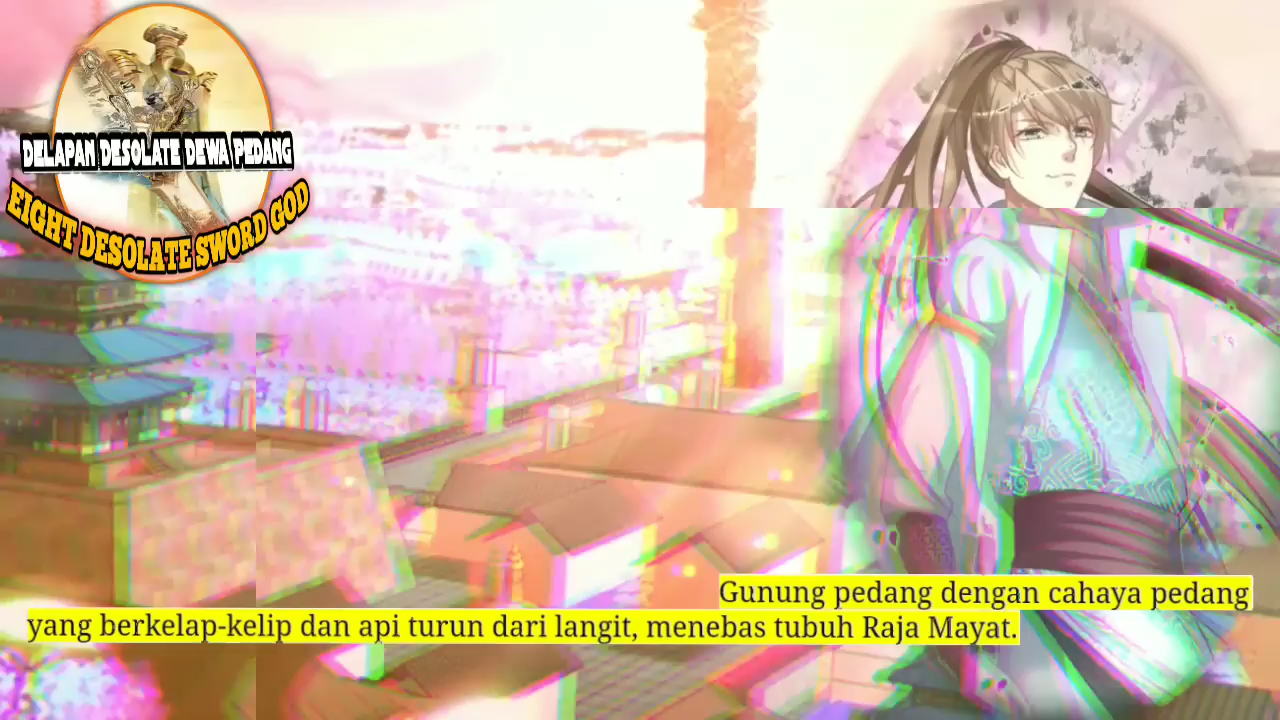 DELAPAN DESOLATE DEWA PEDANG
EIGHT DESOLATE SWORD GOD
Gunung pedang dengan cahaya pedang
yang berkelap-kelip dan api turun dari langit, menebas tubuh Raja Mayat.